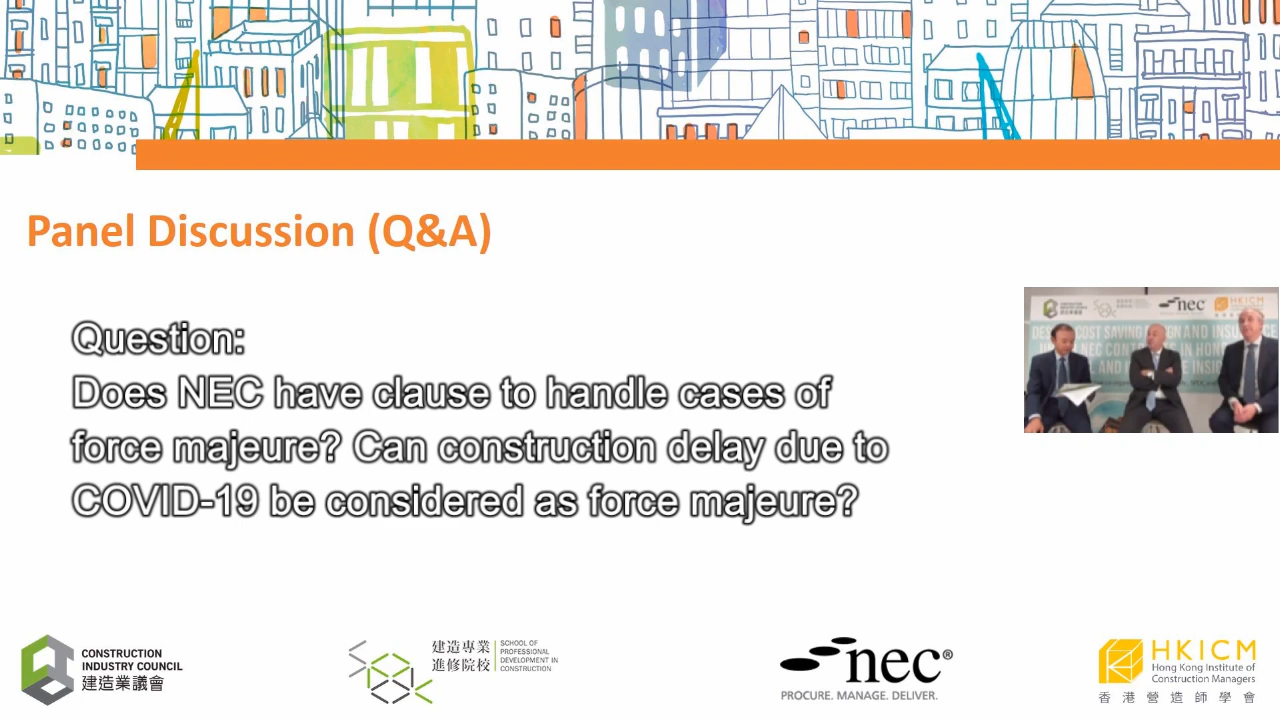 Panel Discussion (Q&A)
Question:
Does NEC have clause to handle cases of
force majeure? Can construction delay due to
COVID-19 be considered as force majeure?
CONSTRUCTION
INDUSTRY COUNCIL
建造業議會
建造專業
進修院校
SCHOOL OF
PROFESSIONAL
DEVELOPMENT IN
CONSTRUCTION
nec®
PROCURE. MANAGE. DELIVER.
HKICM
Hong Kong Institute of
Construction Managers
香港營造師學會
nec
HKICM